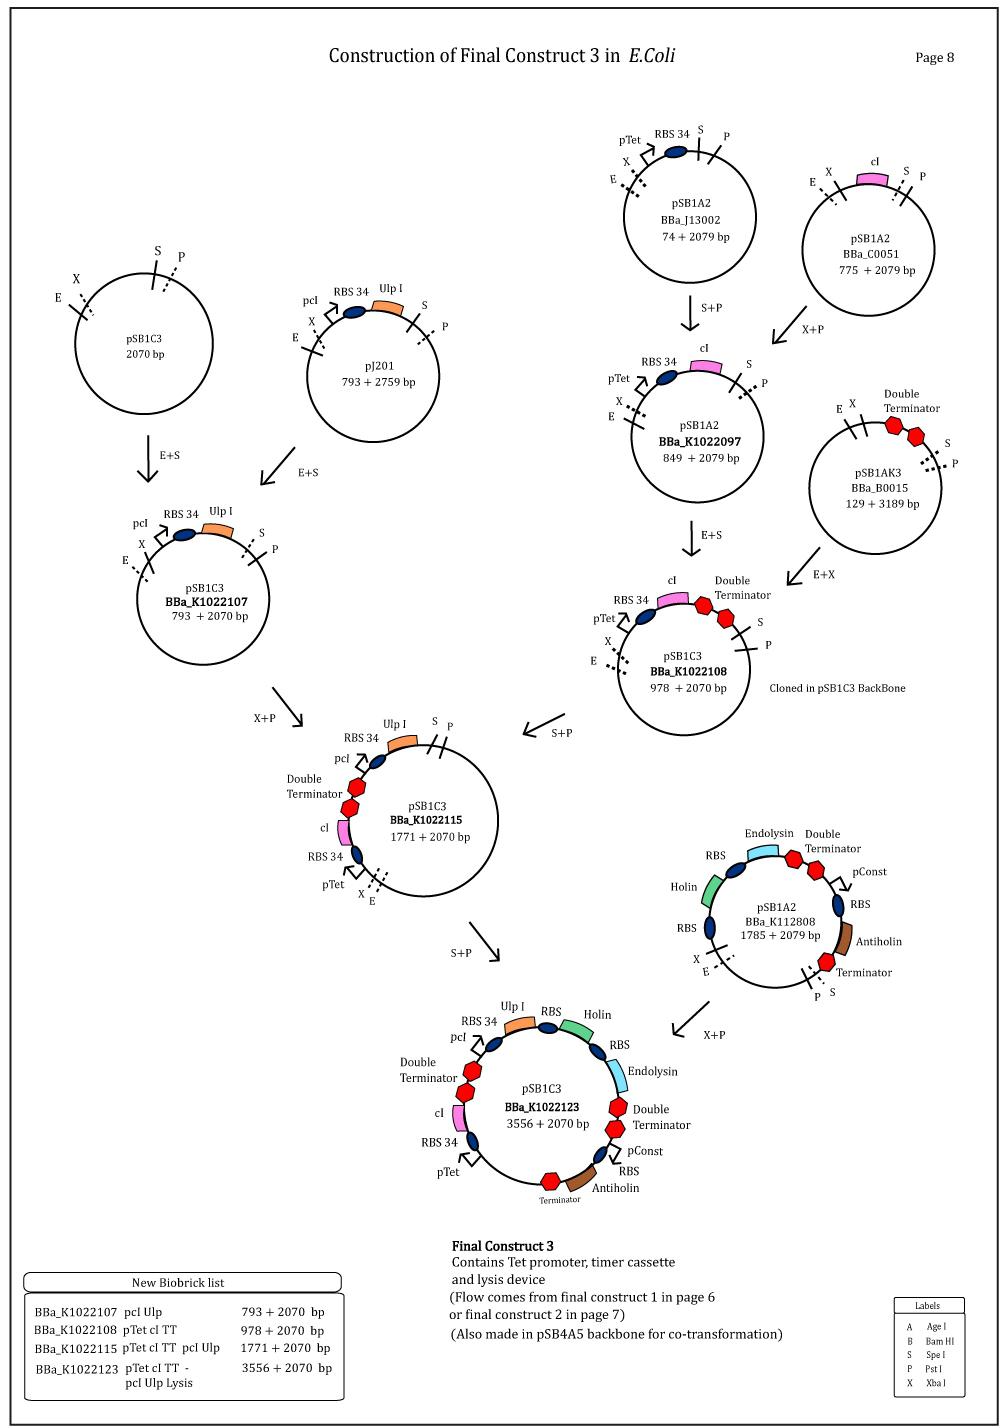 Construction of Final Construct 3 in E.Coli
Page 8
pTet
RBS 34
S
P
X
E
pSB1A2
BBa_J13002
74 + 2079 bp
cI
E
X
S
P
pSB1A2
BBa_C0051
775 + 2079 bp
S
P
X
E
pSB1C3
2070 bp
pcI
RBS 34
Ulp I
S
X
E
P
pJ201
793 + 2759 bp
S+P
X+P
cI
RBS 34
pTet
S
P
X
E
pSB1A2
BBa_K1022097
849 + 2079 bp
Double
Terminator
E
X
S
P
pSB1AK3
BBa_B0015
129 + 3189 bp
E+S
E+S
pcI
RBS 34
Ulp I
S
P
X
E
pSB1C3
BBa_K1022107
793 + 2070 bp
E+S
E+X
cI
Double
Terminator
RBS 34
pTet
S
P
X
E
pSB1C3
BBa_K1022108
978 + 2070 bp
Cloned in pSB1C3 BackBone
X+P
S+P
Ulp I
S
P
RBS 34
pcI
Double
Terminator
cI
RBS 34
pTet
X
E
pSB1C3
BBa_K1022115
1771 + 2070 bp
Endolysin
Double
Terminator
RBS
pConst
Holin
RBS
RBS
Antiholin
X
E
Terminator
P
S
pSB1A2
BBa_K112808
1785 + 2079 bp
S+P
X+P
Ulp I
RBS
Holin
RBS 34
pcI
RBS
Double
Terminator
Endolysin
cI
Double
Terminator
RBS 34
pTet
pConst
RBS
Antiholin
Terminator
pSB1C3
BBa_K1022123
3556 + 2070 bp
Final Construct 3
Contains Tet promoter, timer cassette
and lysis device
(Flow comes from final construct 1 in page 6
or final construct 2 in page 7)
(Also made in pSB4A5 backbone for co-transformation)
New Biobrick list
BBa_K1022107 pcI Ulp 793 + 2070 bp
BBa_K1022108 pTet cI TT 978 + 2070 bp
BBa_K1022115 pTet cI TT pcI Ulp 1771 + 2070 bp
BBa_K1022123 pTet cI TT - 3556 + 2070 bp
pcI Ulp Lysis
Labels
A Age I
B Bam HI
S Spe I
P Pst I
X Xba I